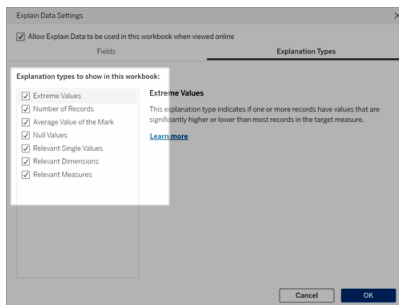 Explain Data Settings
Allow Explain Data to be used in this workbook when viewed online
Fields
Explanation Types
Explanation types to show in this workbook:
Extreme Values
Number of Records
Average Value of the Mark
Null Values
Relevant Single Values
Relevant Dimensions
Relevant Measures
Extreme Values
This explanation type indicates if one or more records have values that are
significantly higher or lower than most records in the target measure.
Learn more
Cancel
OK